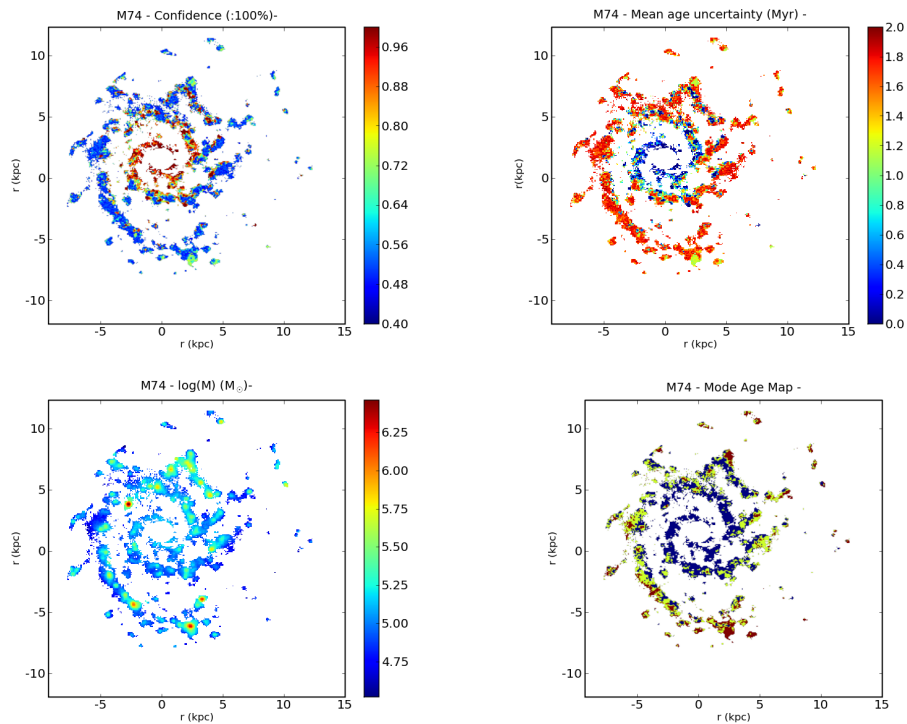 M74 - Confidence (:100%)-
10
5
0
-5
-10
r (kpc)
-5 0 5 10 15
r (kpc)
0.96
0.88
0.80
0.72
0.64
0.56
0.48
0.40
M74 - Mean age uncertainty (Myr) -
10
5
0
-5
-10
r(kpc)
-5 0 5 10 15
r (kpc)
2.0
1.8
1.6
1.4
1.2
1.0
0.8
0.6
0.4
0.2
0.0
M74 - log(M) (M☉)-
10
5
0
-5
-10
r (kpc)
-5 0 5 10 15
r (kpc)
6.25
6.00
5.75
5.50
5.25
5.00
4.75
M74 - Mode Age Map -
10
5
0
-5
-10
r (kpc)
-5 0 5 10 15
r (kpc)